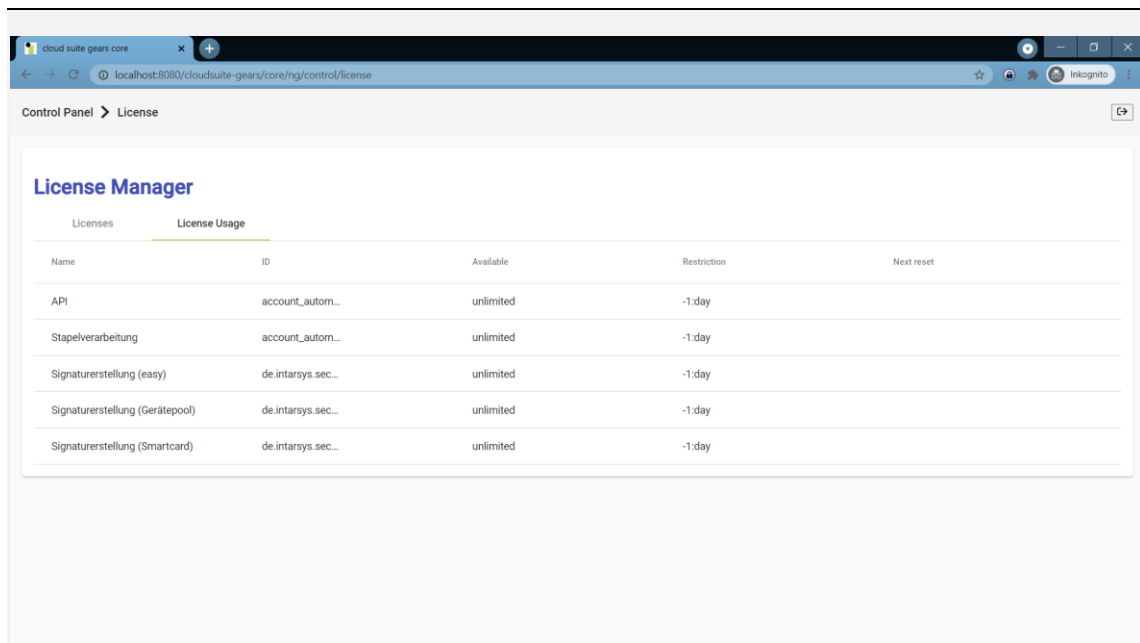 cloud suite gears core
localhost:8080/cloudsuite-gears/core/ng/control/license
Inkognito
Control Panel License
License Manager
Licenses License Usage
Name ID Available Restriction Next reset
API account_autom... unlimited -1:day
Stapelverarbeitung account_autom... unlimited -1:day
Signaturerstellung (easy) de.intarsys.sec... unlimited -1:day
Signaturerstellung (Gerätepool) de.intarsys.sec... unlimited -1:day
Signaturerstellung (Smartcard) de.intarsys.sec... unlimited -1:day